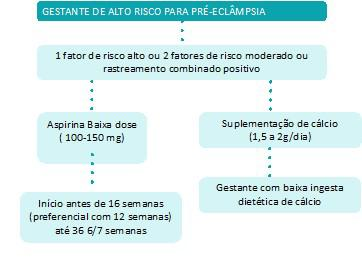 GESTANTE DE ALTO RISCO PARA PRÉ-ECLÂMPSIA
1 fator de risco alto ou 2 fatores de risco moderado ou
rastreamento combinado positivo
Aspirina Baixa dose
( 100-150 mg)
Início antes de 16 semanas
(preferencial com 12 semanas)
até 36 6/7 semanas
Suplementação de cálcio
(1,5 a 2g/dia)
Gestante com baixa ingesta
dietética de cálcio